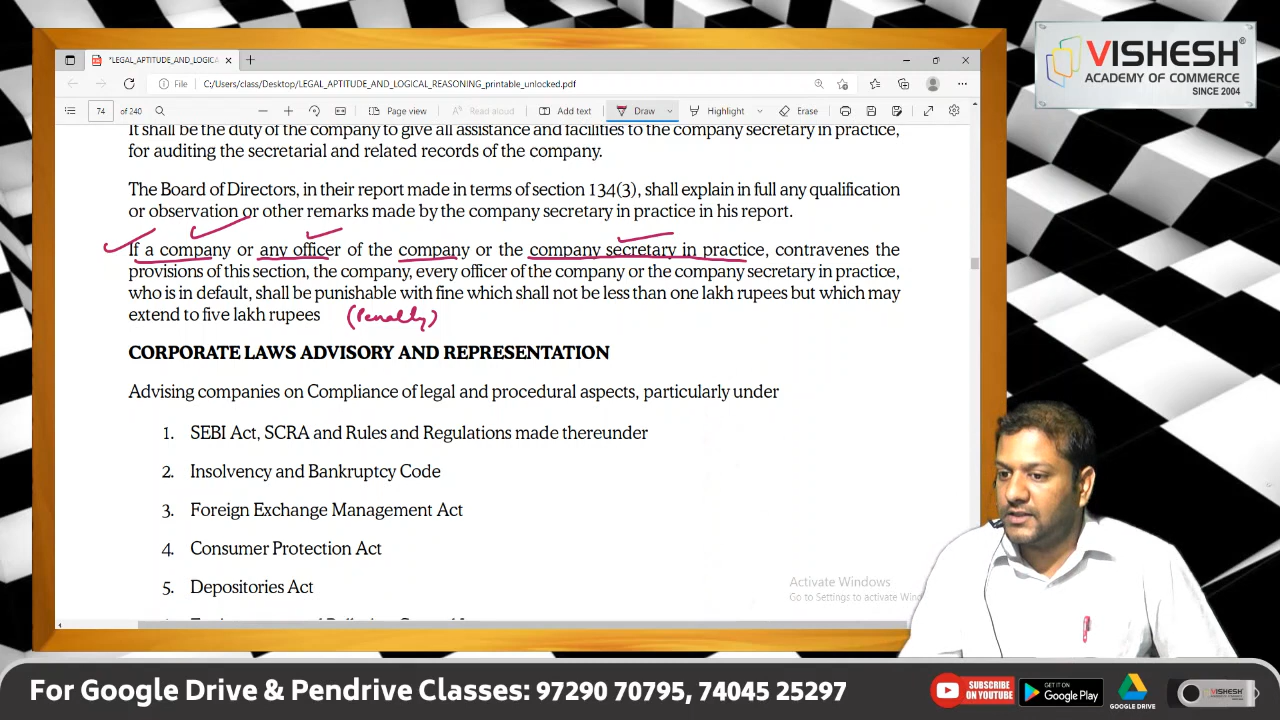 VISHESH®
ACADEMY OF COMMERCE
SINCE 2004
*LEGAL_APTITUDE_AND_LOGICA
File C:/Users/class/Desktop/LEGAL_APTITUDE_AND_LOGICAL_REASONING_printable_unlocked.pdf
74 of 240 Page view Read aloud Add text Draw Highlight Erase
It shall be the duty of the company to give all assistance and facilities to the company secretary in practice,
for auditing the secretarial and related records of the company.
The Board of Directors, in their report made in terms of section 134(3), shall explain in full any qualification
or observation or other remarks made by the company secretary in practice in his report.
If a company or any officer of the company or the company secretary in practice, contravenes the
provisions of this section, the company, every officer of the company or the company secretary in practice,
who is in default, shall be punishable with fine which shall not be less than one lakh rupees but which may
extend to five lakh rupees (Penalty)
CORPORATE LAWS ADVISORY AND REPRESENTATION
Advising companies on Compliance of legal and procedural aspects, particularly under
1. SEBI Act, SCRA and Rules and Regulations made thereunder
2. Insolvency and Bankruptcy Code
3. Foreign Exchange Management Act
4. Consumer Protection Act
5. Depositories Act
Activate Windows
Go to Settings to activate Wind
For Google Drive & Pendrive Classes: 97290 70795, 74045 25297
SUBSCRIBE
ON YOUTUBE
GET IT ON
Google Play
GOOGLE DRIVE